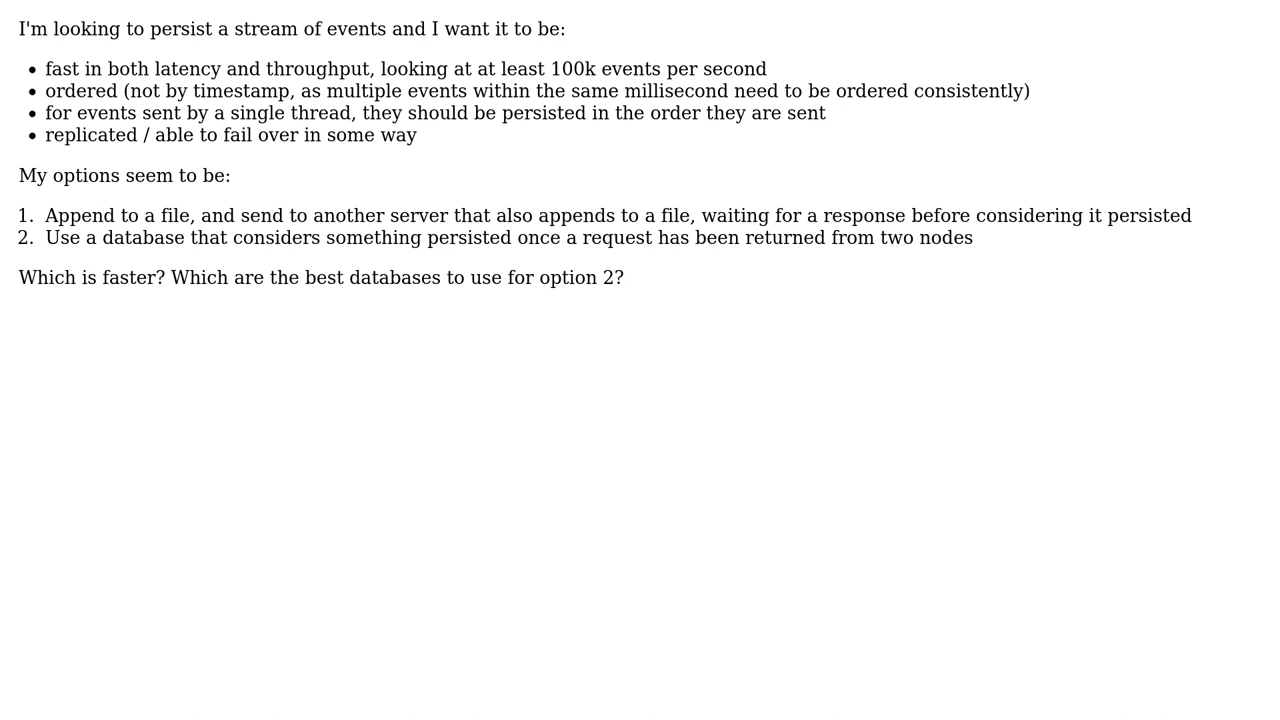 I'm looking to persist a stream of events and I want it to be:
• fast in both latency and throughput, looking at at least 100k events per second
• ordered (not by timestamp, as multiple events within the same millisecond need to be ordered consistently)
• for events sent by a single thread, they should be persisted in the order they are sent
• replicated / able to fail over in some way
My options seem to be:
1. Append to a file, and send to another server that also appends to a file, waiting for a response before considering it persisted
2. Use a database that considers something persisted once a request has been returned from two nodes
Which is faster? Which are the best databases to use for option 2?